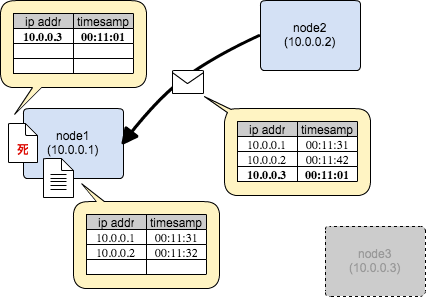 ip addr timesamp
10.0.0.3 00:11:01
node2
(10.0.0.2)
死
node1
(10.0.0.1)
ip addr timesamp
10.0.0.1 00:11:31
10.0.0.2 00:11:42
10.0.0.3 00:11:01
ip addr timesamp
10.0.0.1 00:11:31
10.0.0.2 00:11:32
node3
(10.0.0.3)